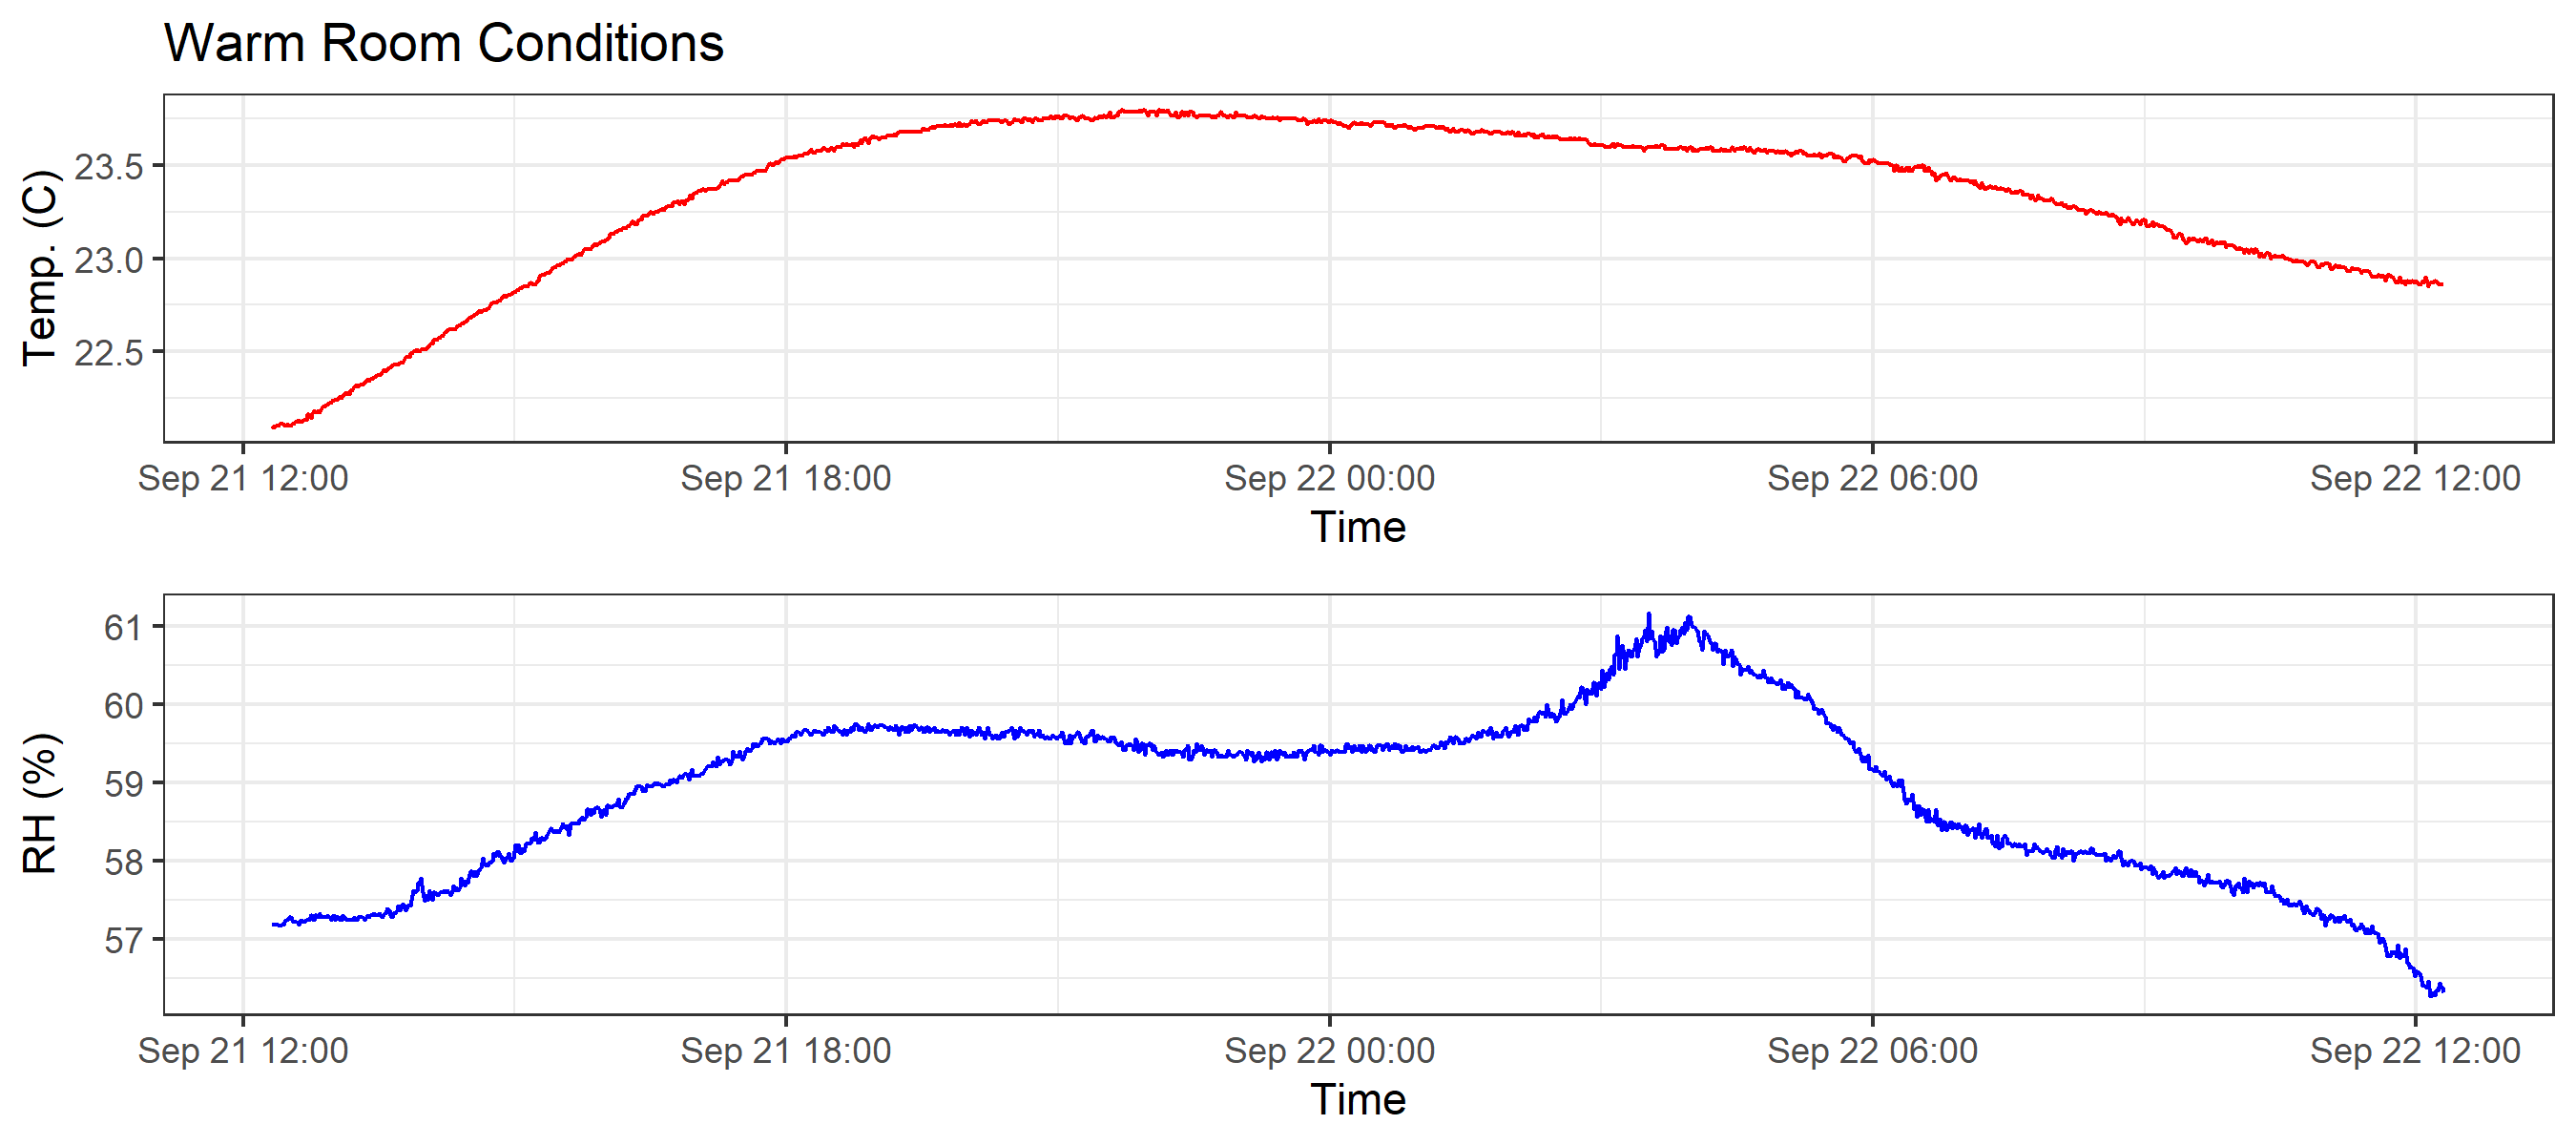 Warm Room Conditions
Temp. (C)
23.5
23.0
22.5
Sep 21 12:00 Sep 21 18:00 Sep 22 00:00 Sep 22 06:00 Sep 22 12:00
Time
RH (%)
61
60
59
58
57
Sep 21 12:00 Sep 21 18:00 Sep 22 00:00 Sep 22 06:00 Sep 22 12:00
Time